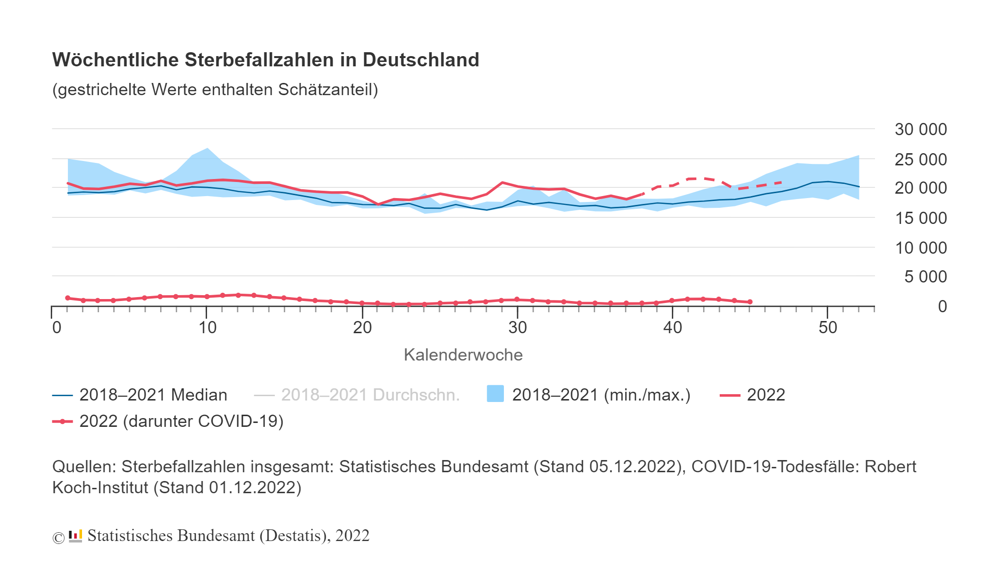 Wöchentliche Sterbefallzahlen in Deutschland
(gestrichelte Werte enthalten Schätzanteil)
30 000
25 000
20 000
15 000
10 000
5 000
0
0 10 20 30 40 50
Kalenderwoche
2018–2021 Median 2018–2021 Durchschn. 2018–2021 (min./max.) 2022
2022 (darunter COVID-19)
Quellen: Sterbefallzahlen insgesamt: Statistisches Bundesamt (Stand 05.12.2022), COVID-19-Todesfälle: Robert
Koch-Institut (Stand 01.12.2022)
© Statistisches Bundesamt (Destatis), 2022